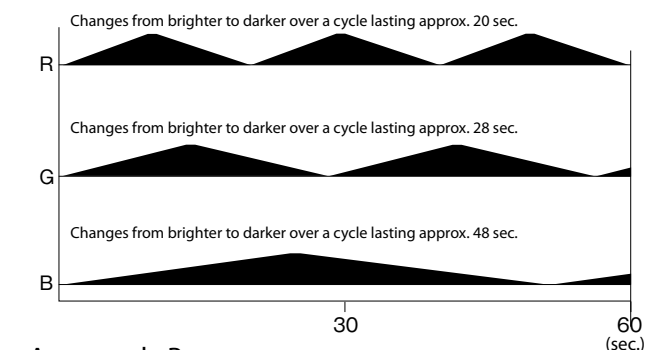 Changes from brighter to darker over a cycle lasting approx. 20 sec.
R
Changes from brighter to darker over a cycle lasting approx. 28 sec.
G
Changes from brighter to darker over a cycle lasting approx. 48 sec.
B
30
60
(sec.)